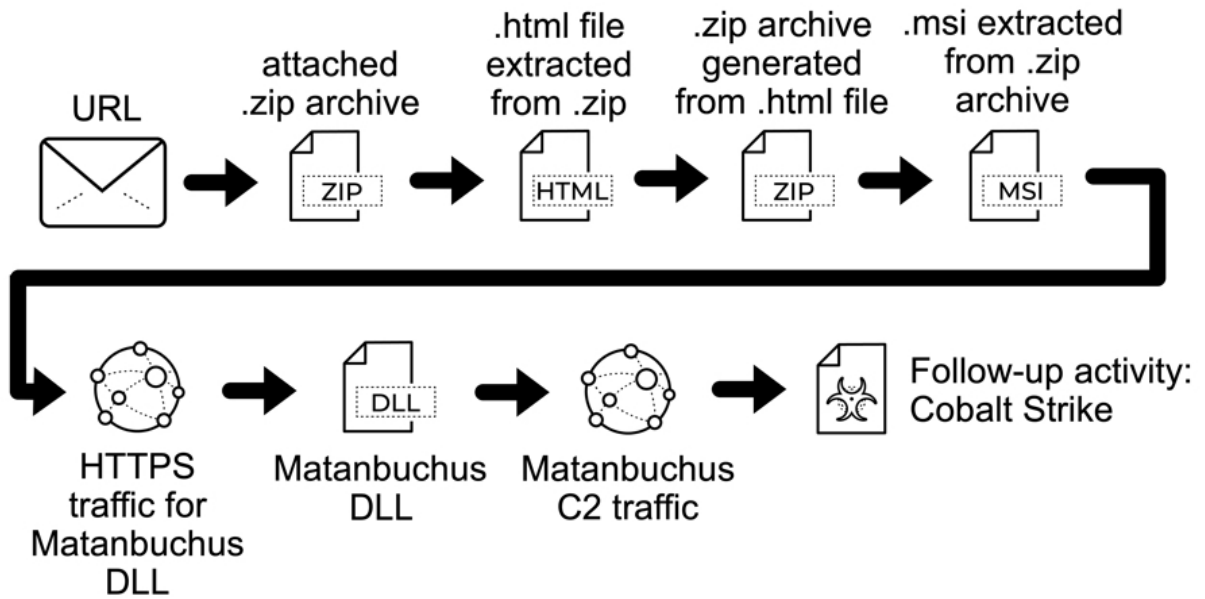 URL
attached
.zip archive
.html file
extracted
from .zip
.zip archive
generated
from .html file
.msi extracted
from .zip
archive
ZIP
HTML
ZIP
MSI
HTTPS
traffic for
Matanbuchus
DLL
DLL
Matanbuchus
DLL
Matanbuchus
C2 traffic
Follow-up activity:
Cobalt Strike